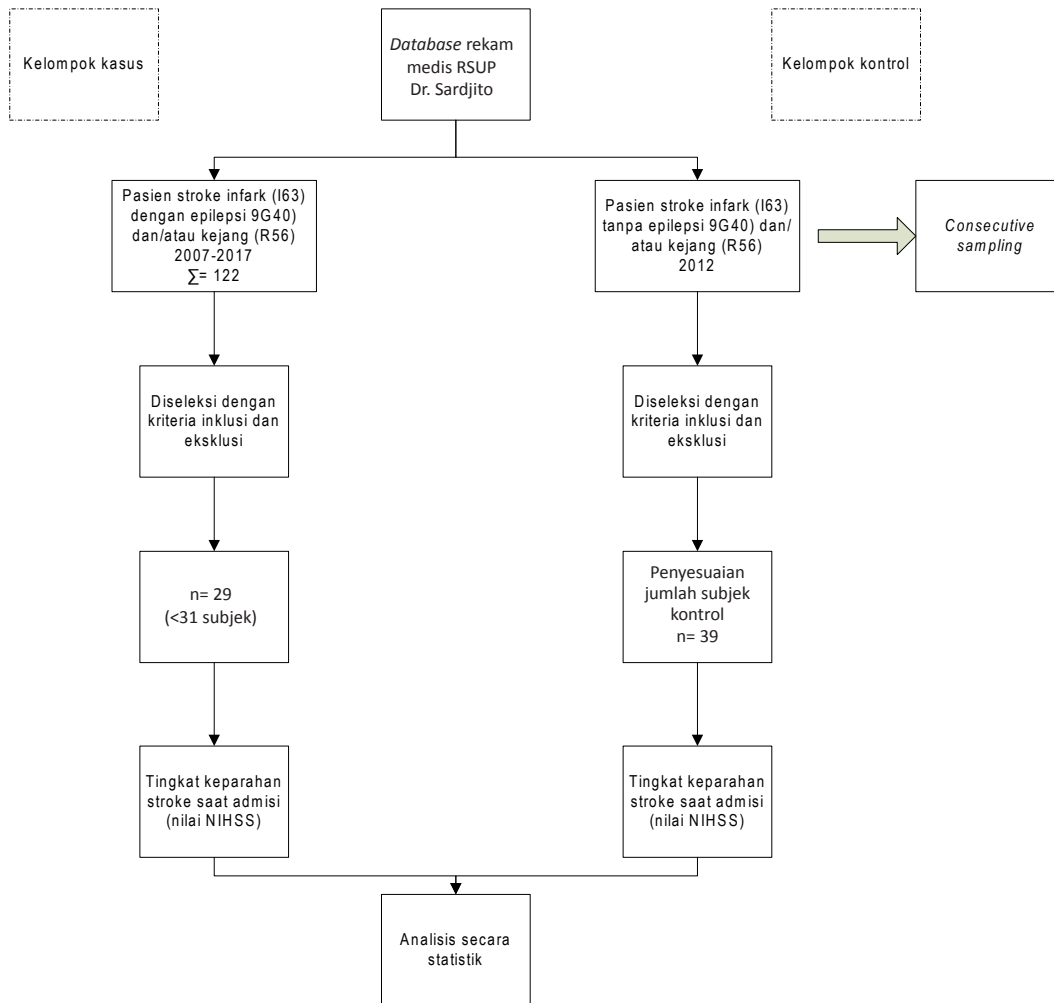 Kelompok kasus
Database rekam
medis RSUP
Dr. Sardjito
Kelompok kontrol
Pasien stroke infark (I63)
dengan epilepsi 9G40)
dan/atau kejang (R56)
2007-2017
∑= 122
Pasien stroke infark (I63)
tanpa epilepsi 9G40) dan/
atau kejang (R56)
2012
Consecutive
sampling
Diseleksi dengan
kriteria inklusi dan
eksklusi
Diseleksi dengan
kriteria inklusi dan
eksklusi
n= 29
(<31 subjek)
Penyesuaian
jumlah subjek
kontrol
n= 39
Tingkat keparahan
stroke saat admisi
(nilai NIHSS)
Tingkat keparahan
stroke saat admisi
(nilai NIHSS)
Analisis secara
statistik